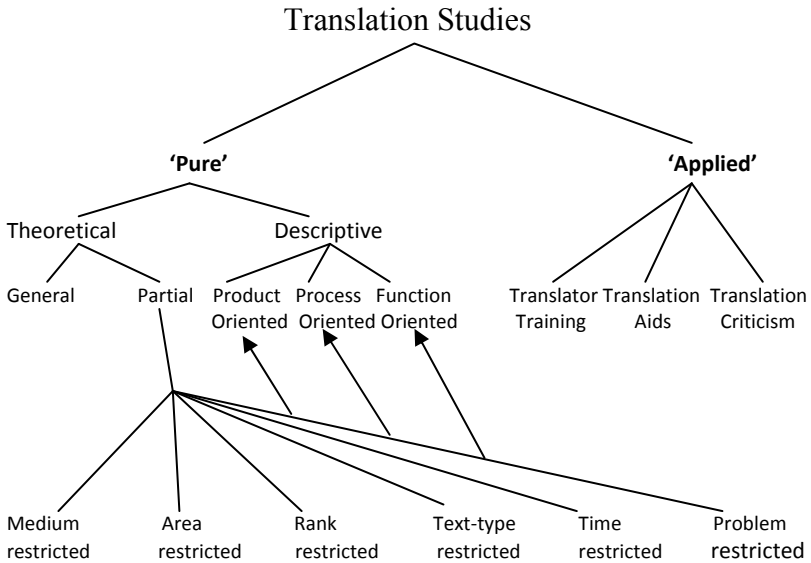 Translation Studies
‘Pure’ ‘Applied’
Theoretical Descriptive
General Partial Product Process Function Translator Translation Translation
Oriented Oriented Oriented Training Aids Criticism
Medium Area Rank Text-type Time Problem
restricted restricted restricted restricted restricted restricted